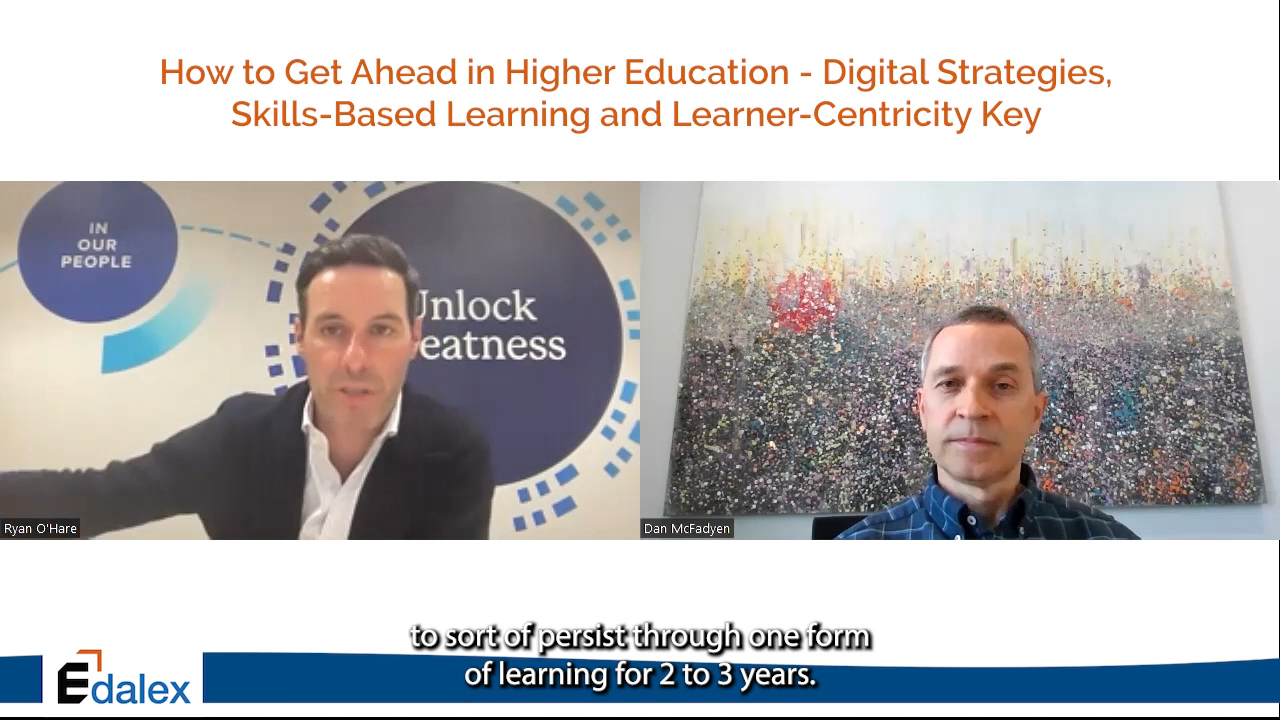 How to Get Ahead in Higher Education - Digital Strategies,
Skills-Based Learning and Learner-Centricity Key
IN
OUR
PEOPLE
Unlock
eatness
Ryan O'Hare
Dan McFadyen
to sort of persist through one form
of learning for 2 to 3 years.
Edalex